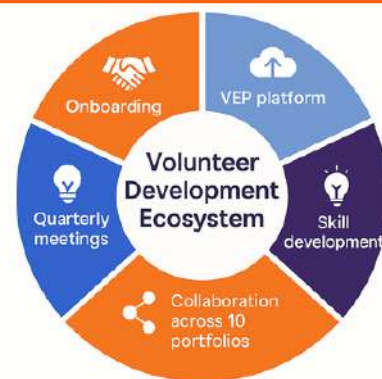 Onboarding
VEP platform
Volunteer
Development
Ecosystem
Quarterly
meetings
Skill
development
Collaboration
across 10
portfolios